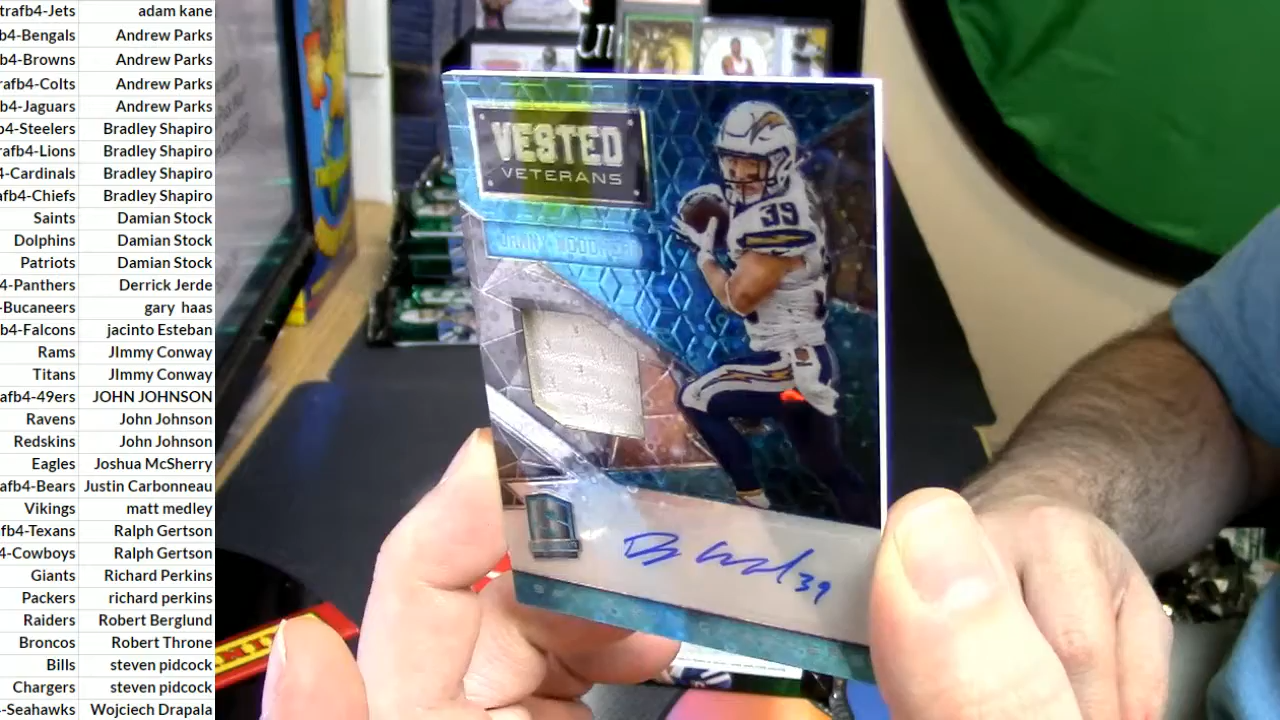 trafb4-Jets adam kane
b4-Bengals Andrew Parks
b4-Browns Andrew Parks
rafb4-Colts Andrew Parks
b4-Jaguars Andrew Parks
b4-Steelers Bradley Shapiro
rafb4-Lions Bradley Shapiro
4-Cardinals Bradley Shapiro
afb4-Chiefs Bradley Shapiro
Saints Damian Stock
Dolphins Damian Stock
Patriots Damian Stock
4-Panthers Derrick Jerde
-Bucaneers gary haas
b4-Falcons jacinto Esteban
Rams JImmy Conway
Titans JImmy Conway
afb4-49ers JOHN JOHNSON
Ravens John Johnson
Redskins John Johnson
Eagles Joshua McSherry
afb4-Bears Justin Carbonneau
Vikings matt medley
fb4-Texans Ralph Gertson
4-Cowboys Ralph Gertson
Giants Richard Perkins
Packers richard perkins
Raiders Robert Berglund
Broncos Robert Throne
Bills steven pidcock
Chargers steven pidcock
4-Seahawks Wojciech Drapala
VESTED
VETERANS
DANNY WOODHEAD
39
39